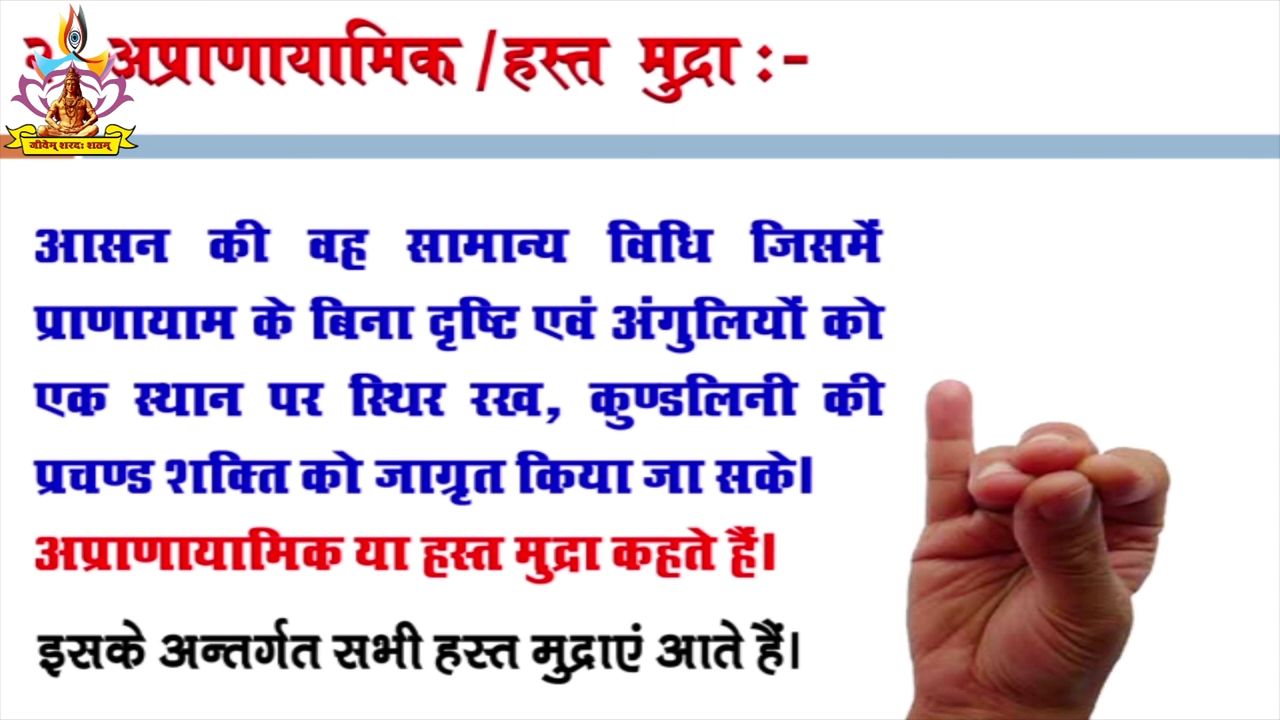 अप्राणायामिक /हस्त मुद्रा :-
जीवेम् शरदः शतम्
आसन की वह सामान्य विधि जिसमें
प्राणायाम के बिना दृष्टि एवं अंगुलियों को
एक स्थान पर स्थिर रख, कुण्डलिनी की
प्रचण्ड शक्ति को जागृत किया जा सके।
अप्राणायामिक या हस्त मुद्रा कहते हैं।
इसके अन्तर्गत सभी हस्त मुद्राएं आते हैं।